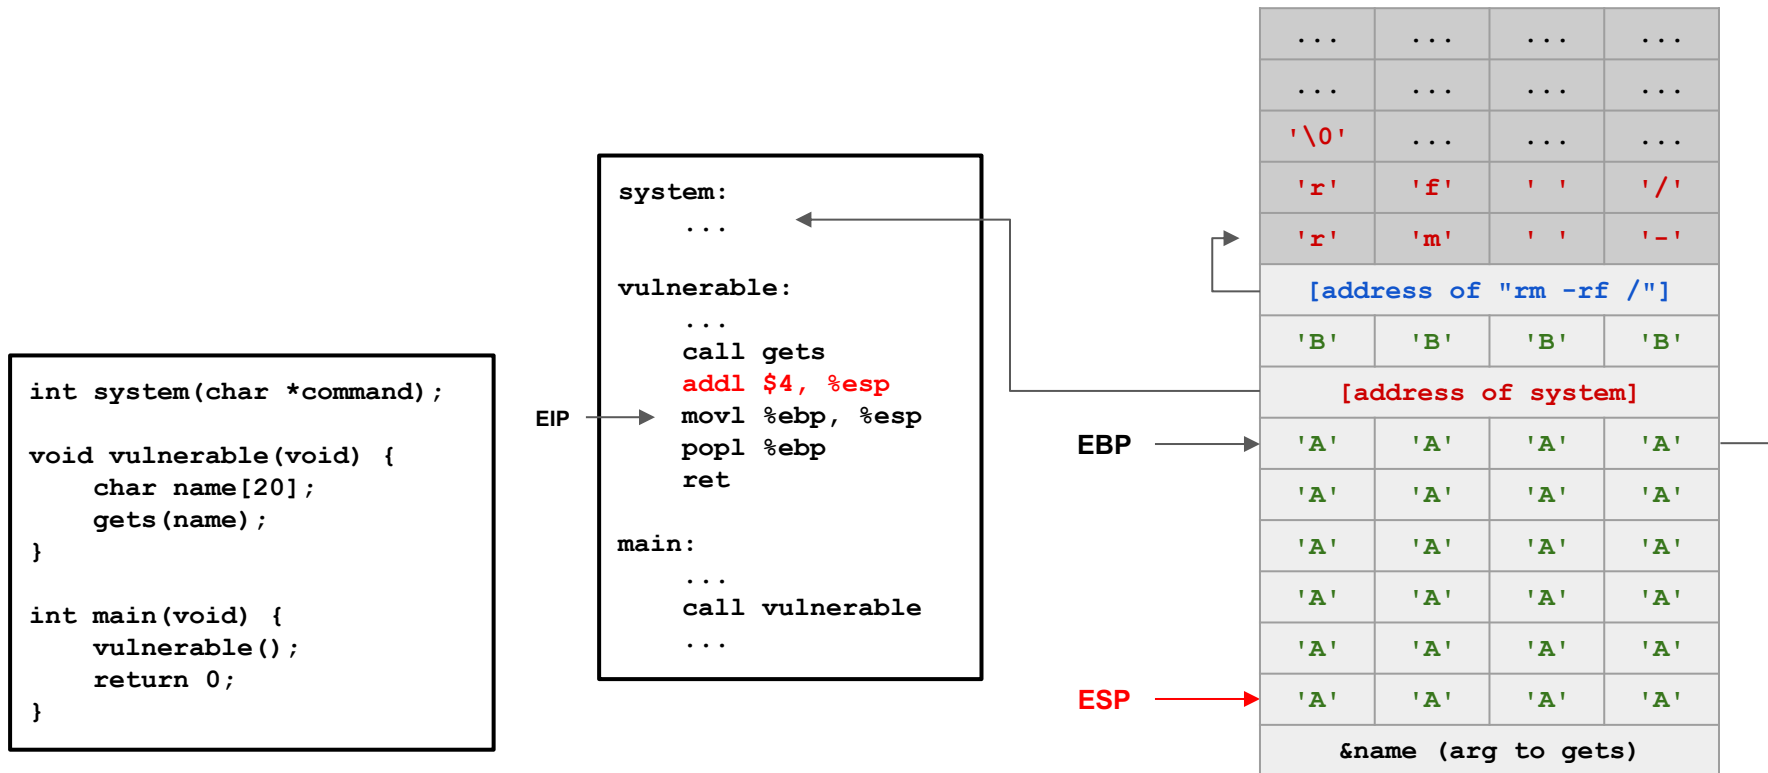 int system(char *command);
void vulnerable(void) {
    char name[20];
    gets(name);
}
int main(void) {
    vulnerable();
    return 0;
}
EIP
system:
    ...
vulnerable:
    ...
    call gets
    addl $4, %esp
    movl %ebp, %esp
    popl %ebp
    ret
main:
    ...
    call vulnerable
    ...
EBP
ESP
... ... ... ...
... ... ... ...
'\0' ... ... ...
'r' 'f' ' ' '/'
'r' 'm' ' ' '-'
[address of "rm -rf /"]
'B' 'B' 'B' 'B'
[address of system]
'A' 'A' 'A' 'A'
'A' 'A' 'A' 'A'
'A' 'A' 'A' 'A'
'A' 'A' 'A' 'A'
'A' 'A' 'A' 'A'
'A' 'A' 'A' 'A'
&name (arg to gets)